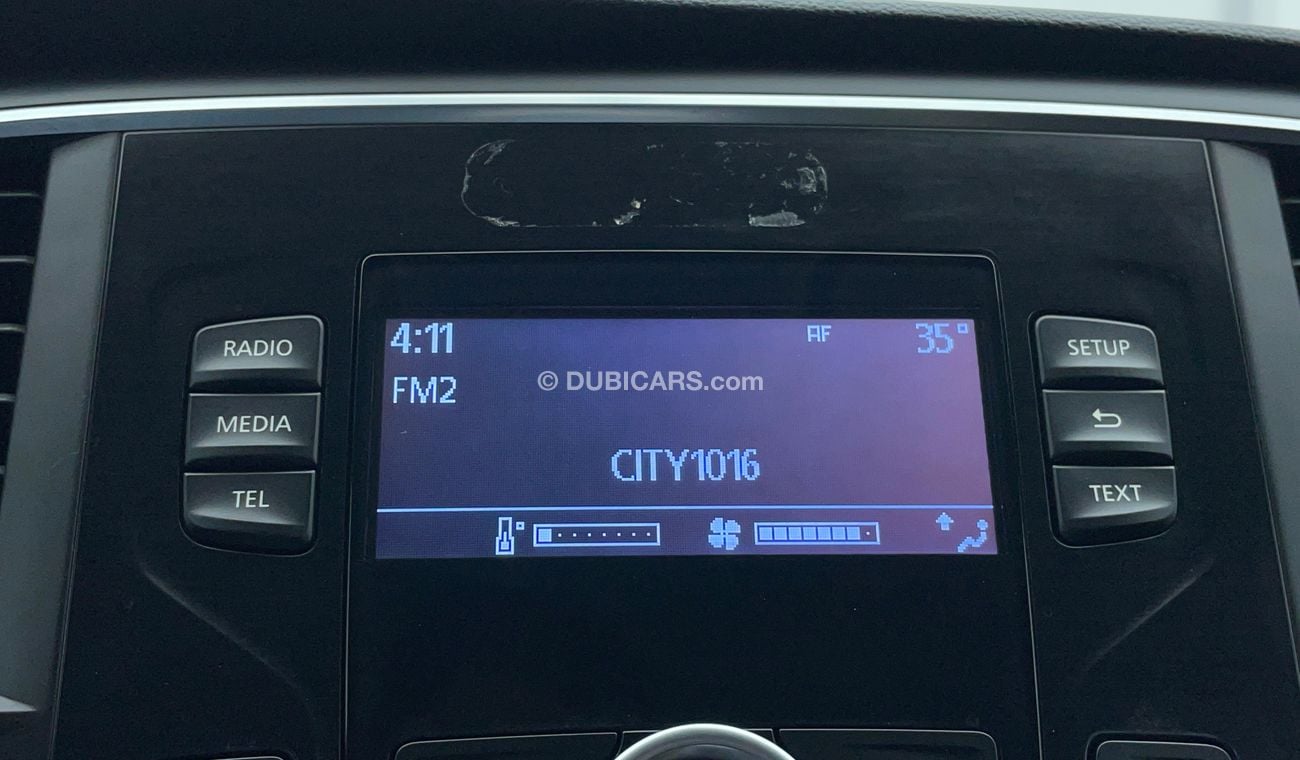 RADIO
MEDIA
TEL
4:11 AF 35°
FM2
© DUBICARS.com
CITY1016
SETUP
TEXT